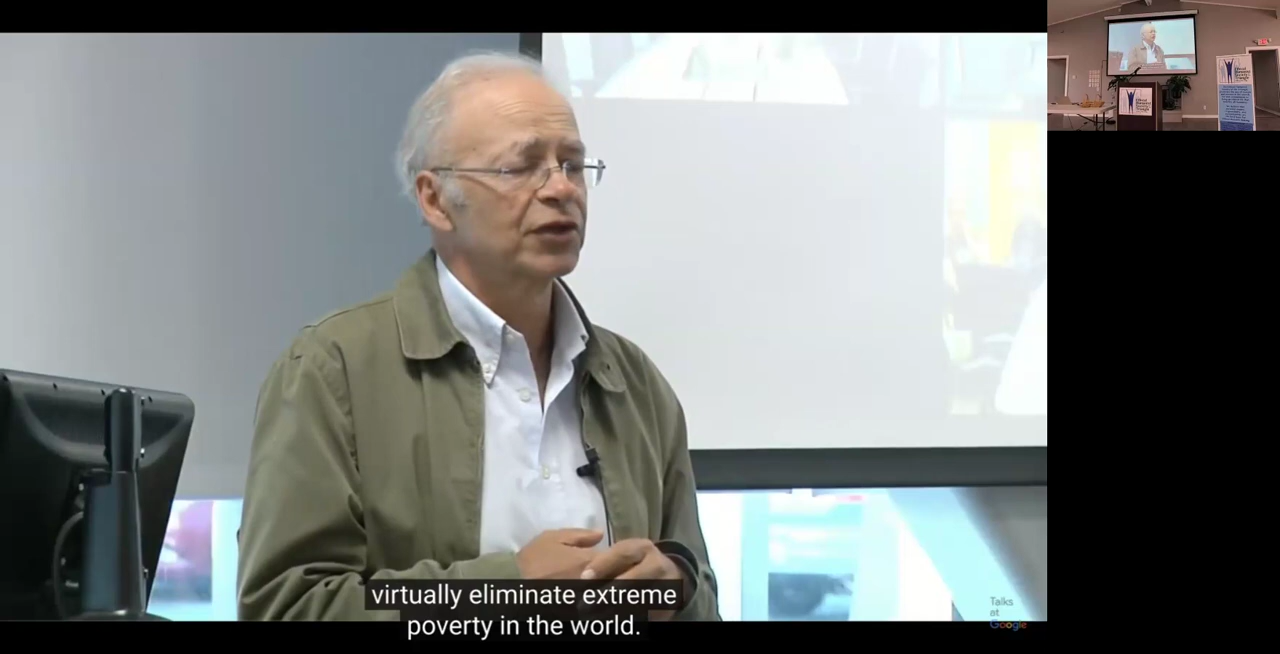 virtually eliminate extreme
poverty in the world.
Talks
at
Google